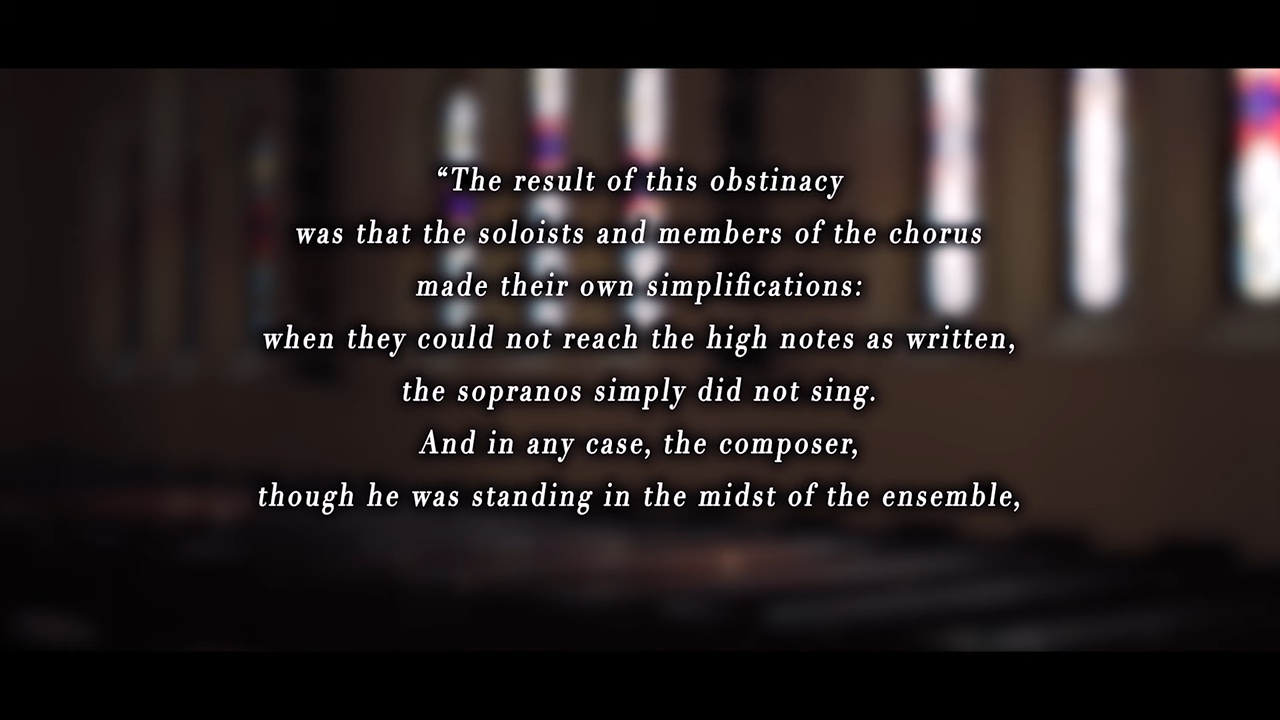 “The result of this obstinacy
was that the soloists and members of the chorus
made their own simplifications:
when they could not reach the high notes as written,
the sopranos simply did not sing.
And in any case, the composer,
though he was standing in the midst of the ensemble,